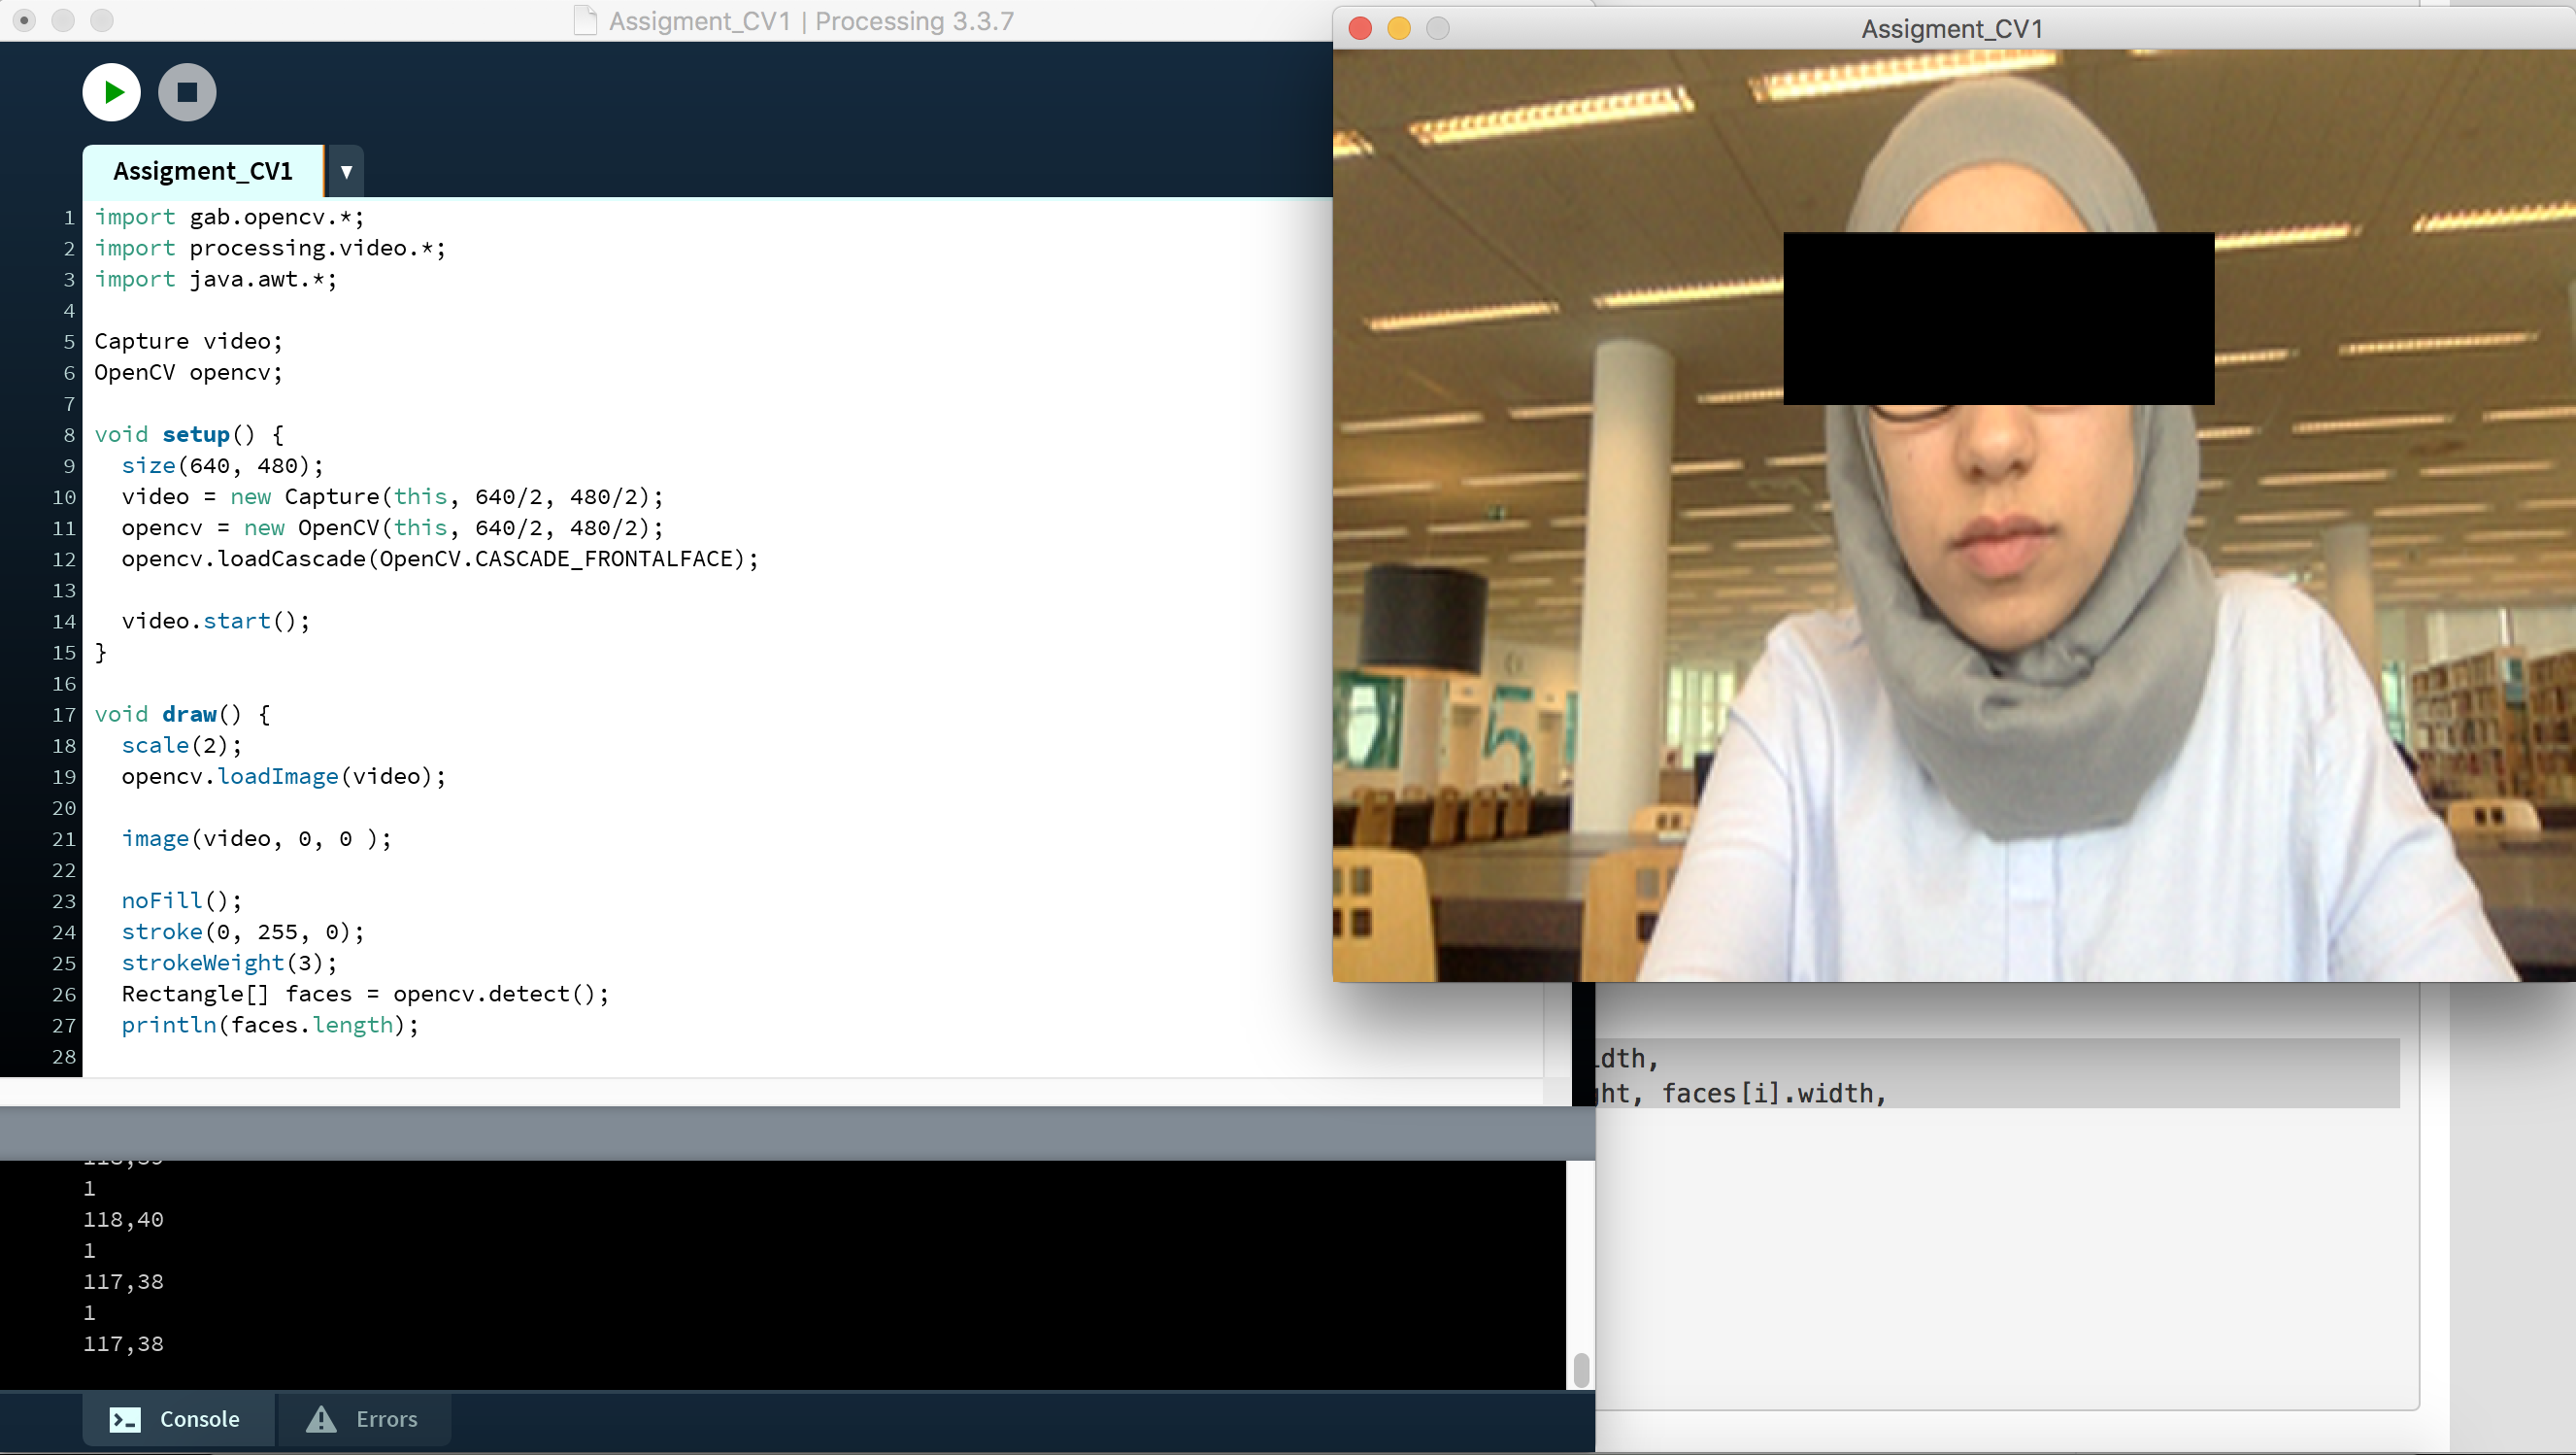 Assigment_CV1 | Processing 3.3.7
Assigment_CV1
Assigment_CV1
1 import gab.opencv.*;
2 import processing.video.*;
3 import java.awt.*;
4
5 Capture video;
6 OpenCV opencv;
7
8 void setup() {
9 size(640, 480);
10 video = new Capture(this, 640/2, 480/2);
11 opencv = new OpenCV(this, 640/2, 480/2);
12 opencv.loadCascade(OpenCV.CASCADE_FRONTALFACE);
13
14 video.start();
15 }
16
17 void draw() {
18 scale(2);
19 opencv.loadImage(video);
20
21 image(video, 0, 0 );
22
23 noFill();
24 stroke(0, 255, 0);
25 strokeWeight(3);
26 Rectangle[] faces = opencv.detect();
27 println(faces.length);
28
5
idth,
ght, faces[i].width,
1
118,40
1
117,38
1
117,38
Console
Errors